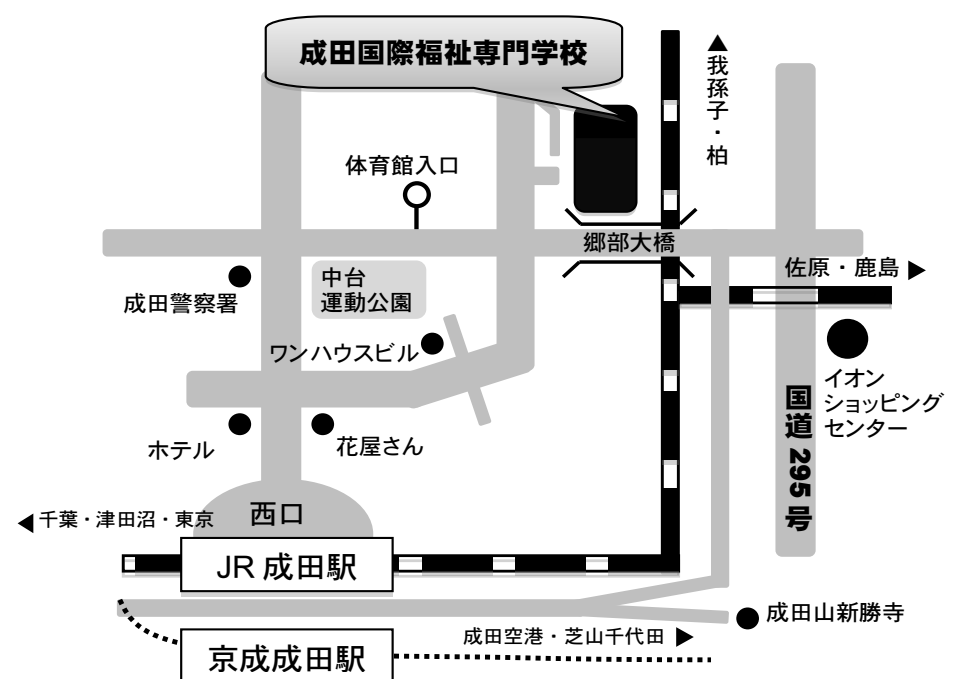 成田国際福祉専門学校
▲我孫子・柏
体育館入口
郷部大橋
佐原・鹿島▶
成田警察署
中台
運動公園
ワンハウスビル
イオン
ショッピング
センター
国道295号
ホテル
花屋さん
西口
◀千葉・津田沼・東京
JR 成田駅
成田山新勝寺
成田空港・芝山千代田 ▶
京成成田駅